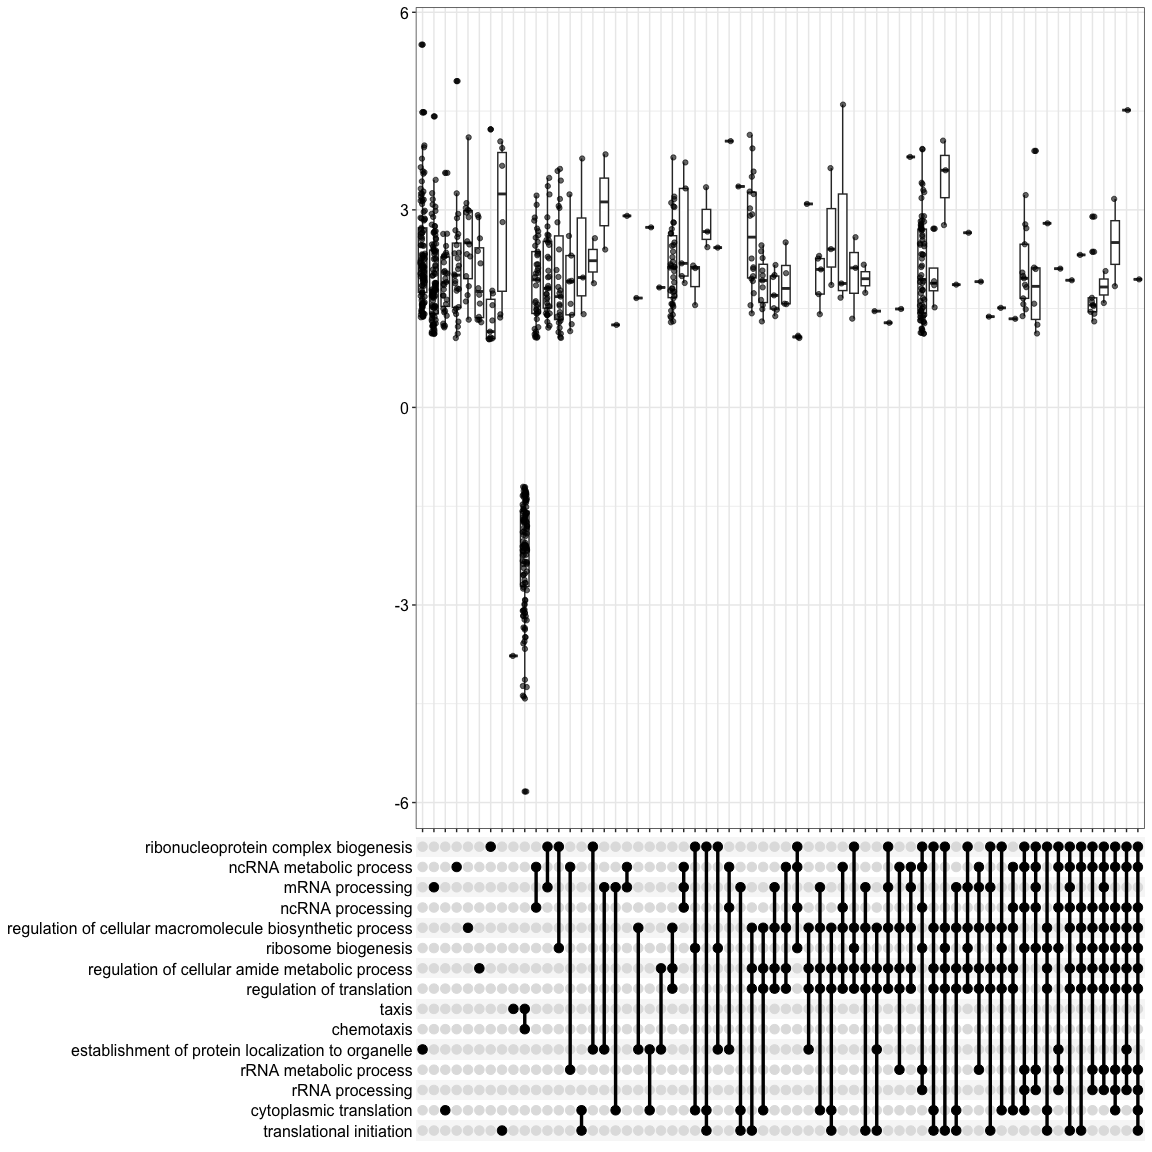 6
3
0
-3
-6
ribonucleoprotein complex biogenesis
ncRNA metabolic process
mRNA processing
ncRNA processing
regulation of cellular macromolecule biosynthetic process
ribosome biogenesis
regulation of cellular amide metabolic process
regulation of translation
taxis
chemotaxis
establishment of protein localization to organelle
rRNA metabolic process
rRNA processing
cytoplasmic translation
translational initiation